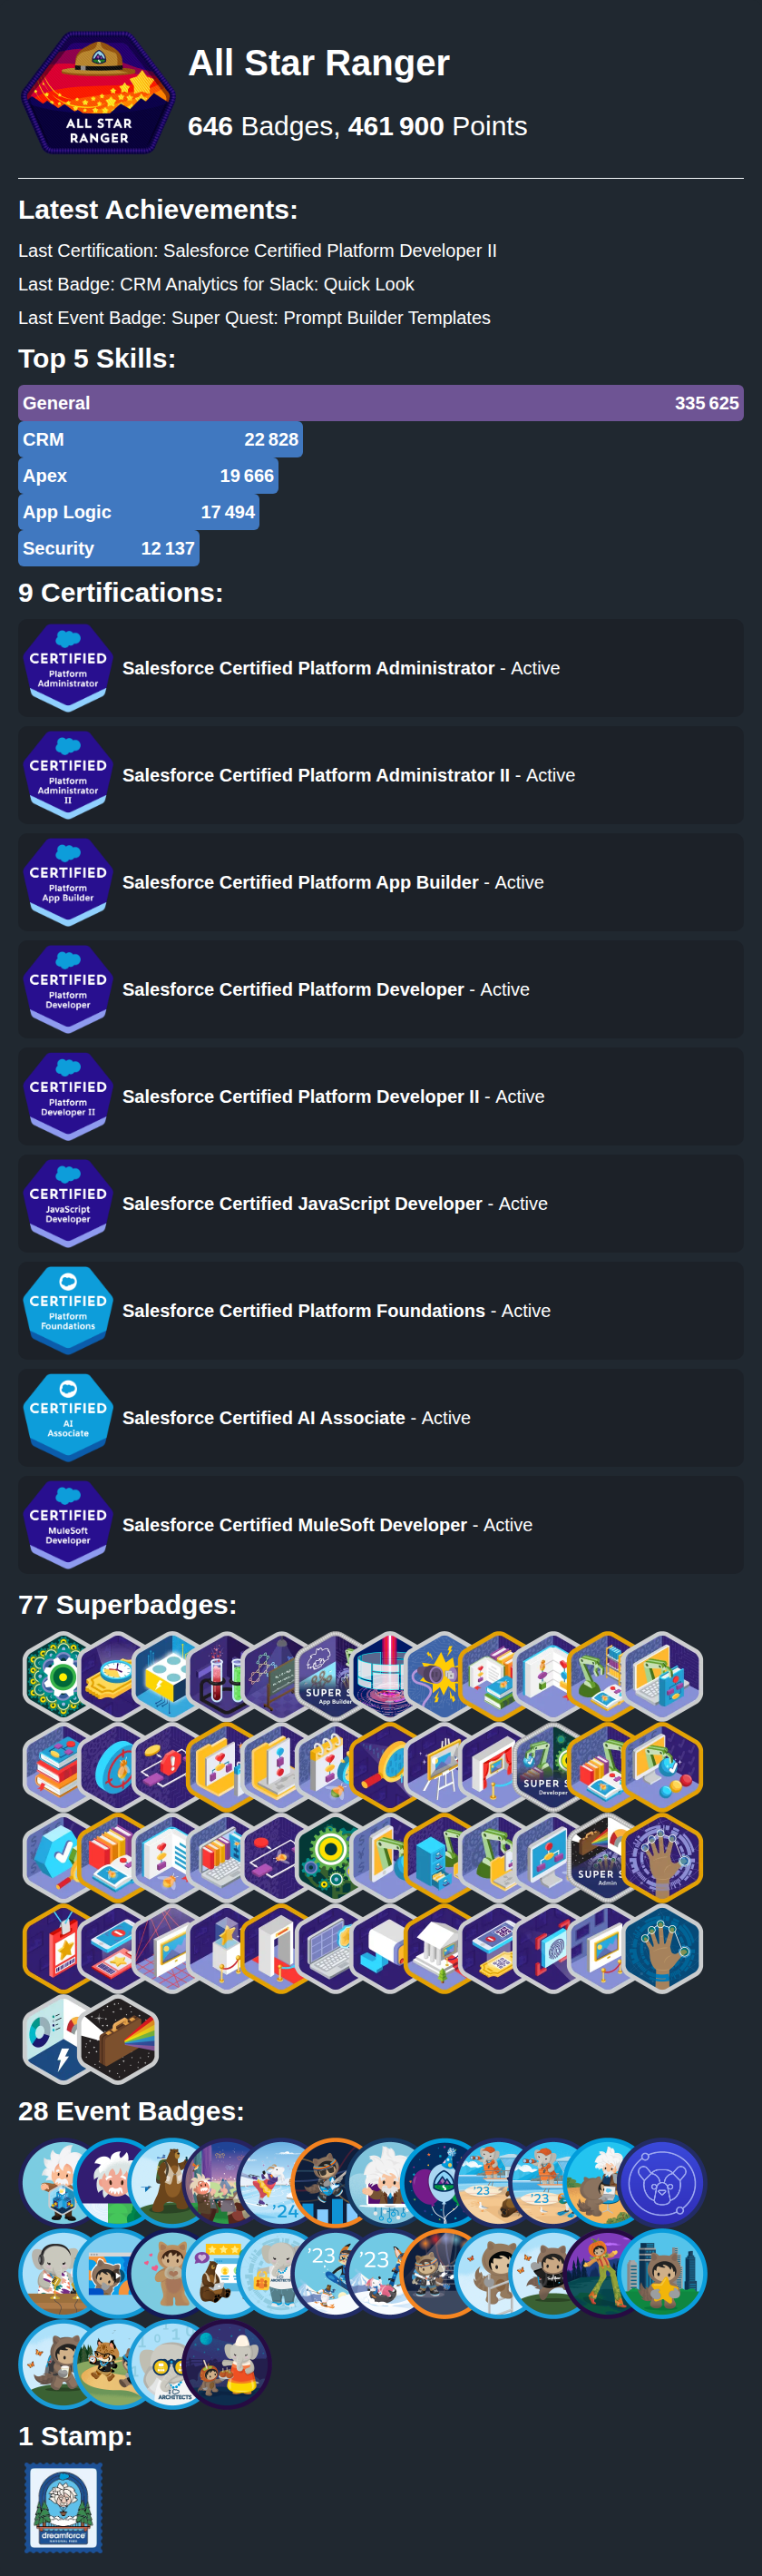 ALL STAR
RANGER
All Star Ranger
646 Badges, 461 900 Points
Latest Achievements:
Last Certification: Salesforce Certified Platform Developer II
Last Badge: CRM Analytics for Slack: Quick Look
Last Event Badge: Super Quest: Prompt Builder Templates
Top 5 Skills:
General 335 625
CRM 22 828
Apex 19 666
App Logic 17 494
Security 12 137
9 Certifications:
CERTIFIED
Platform
Administrator
Salesforce Certified Platform Administrator - Active
CERTIFIED
Platform
Administrator
II
Salesforce Certified Platform Administrator II - Active
CERTIFIED
Platform
App Builder
Salesforce Certified Platform App Builder - Active
CERTIFIED
Platform
Developer
Salesforce Certified Platform Developer - Active
CERTIFIED
Platform
Developer II
Salesforce Certified Platform Developer II - Active
CERTIFIED
JavaScript
Developer
Salesforce Certified JavaScript Developer - Active
CERTIFIED
Platform
Foundations
Salesforce Certified Platform Foundations - Active
CERTIFIED
AI
Associate
Salesforce Certified AI Associate - Active
CERTIFIED
MuleSoft
Developer
Salesforce Certified MuleSoft Developer - Active
77 Superbadges:
SUPER S
App Builder
SUPER S
Developer
SUPER S
Admin
28 Event Badges:
'24
'23
'23
'23
'23
ARCHITECTS
1 Stamp:
dreamforce